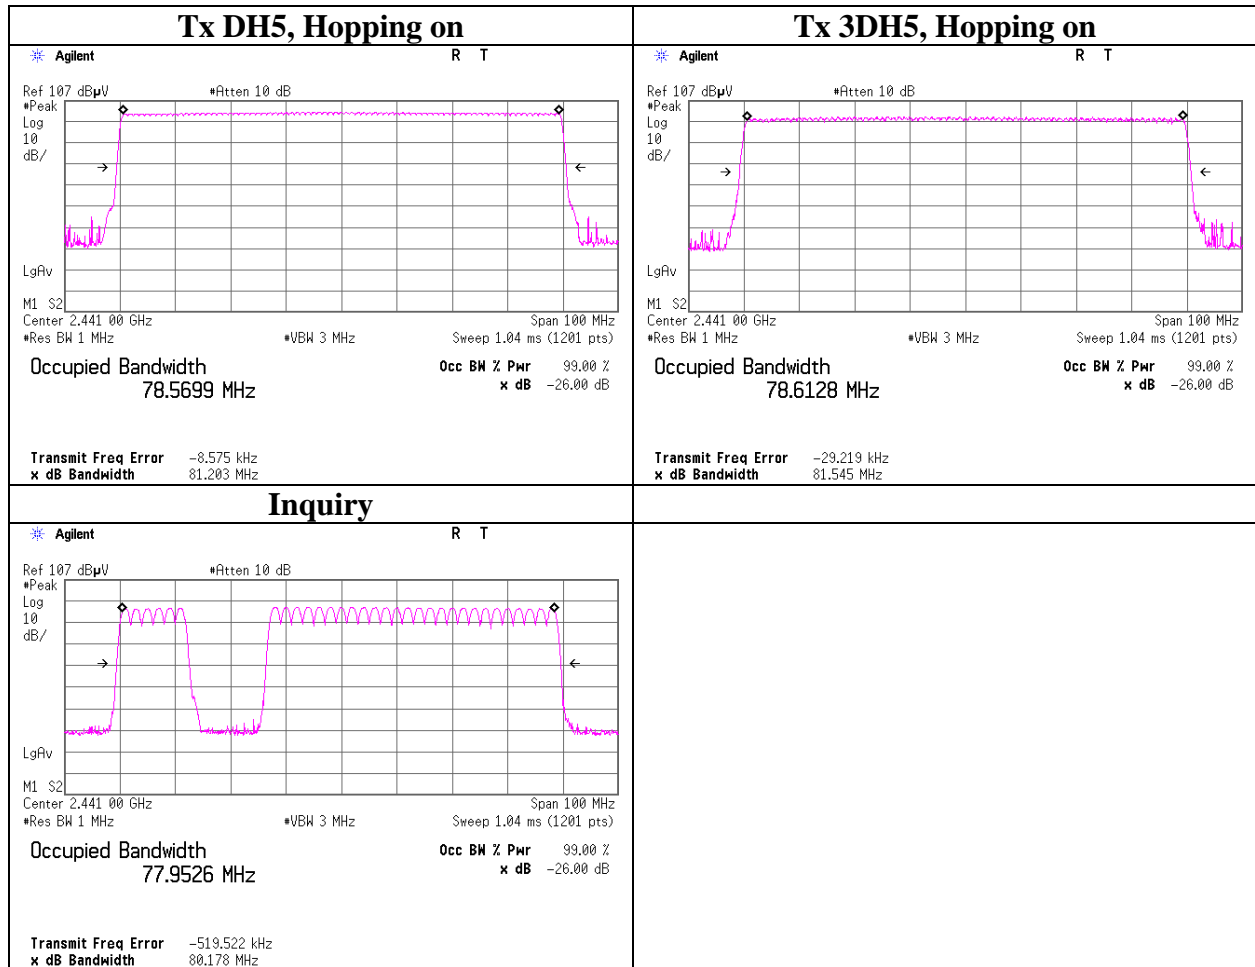 Tx DH5, Hopping on
Agilent
R T
Ref 107 dBµV
#Atten 10 dB
#Peak
Log
10
dB/
LgAv
M1 S2
Center 2.441 00 GHz
Span 100 MHz
#Res BW 1 MHz
#VBW 3 MHz
Sweep 1.04 ms (1201 pts)
Occupied Bandwidth
78.5699 MHz
Occ BW % Pwr 99.00 %
x dB -26.00 dB
Transmit Freq Error -8.575 kHz
x dB Bandwidth 81.203 MHz
Tx 3DH5, Hopping on
Agilent
R T
Ref 107 dBµV
#Atten 10 dB
#Peak
Log
10
dB/
LgAv
M1 S2
Center 2.441 00 GHz
Span 100 MHz
#Res BW 1 MHz
#VBW 3 MHz
Sweep 1.04 ms (1201 pts)
Occupied Bandwidth
78.6128 MHz
Occ BW % Pwr 99.00 %
x dB -26.00 dB
Transmit Freq Error -29.219 kHz
x dB Bandwidth 81.545 MHz
Inquiry
Agilent
R T
Ref 107 dBµV
#Atten 10 dB
#Peak
Log
10
dB/
LgAv
M1 S2
Center 2.441 00 GHz
Span 100 MHz
#Res BW 1 MHz
#VBW 3 MHz
Sweep 1.04 ms (1201 pts)
Occupied Bandwidth
77.9526 MHz
Occ BW % Pwr 99.00 %
x dB -26.00 dB
Transmit Freq Error -519.522 kHz
x dB Bandwidth 80.178 MHz